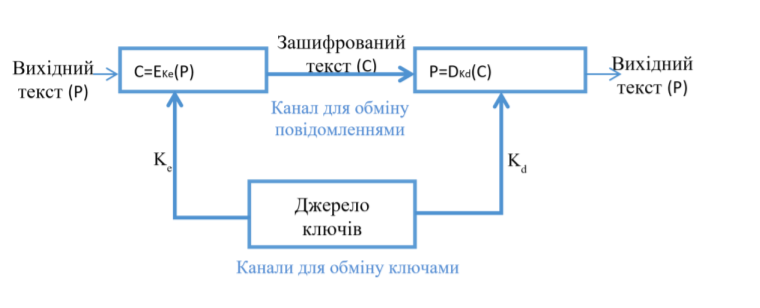 Вихідний
текст (P)
C=EKe(P)
Зашифрований
текст (C)
Канал для обміну
повідомленнями
P=DKd(C)
Вихідний
текст (P)
Ke
Kd
Джерело
ключів
Канали для обміну ключами